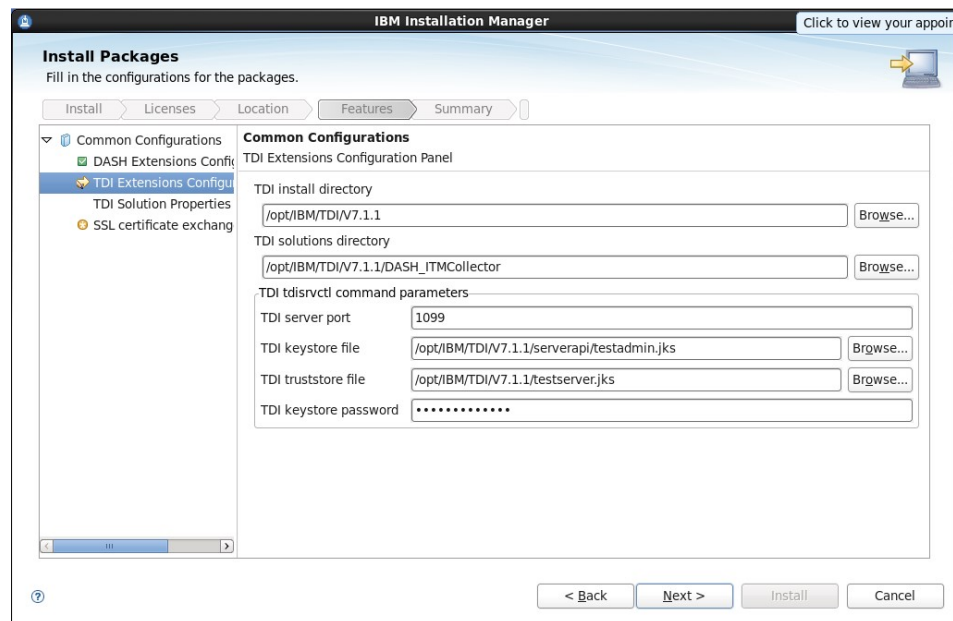 IBM Installation Manager
Click to view your appoin
Install Packages
Fill in the configurations for the packages.
Install
Licenses
Location
Features
Summary
Common Configurations
DASH Extensions Config
TDI Extensions Configur
TDI Solution Properties
SSL certificate exchang
Common Configurations
TDI Extensions Configuration Panel
TDI install directory
/opt/IBM/TDI/V7.1.1
Browse...
TDI solutions directory
/opt/IBM/TDI/V7.1.1/DASH_ITMCollector
Browse...
TDI tdisrvctl command parameters
TDI server port
1099
TDI keystore file
/opt/IBM/TDI/V7.1.1/serverapi/testadmin.jks
Browse...
TDI truststore file
/opt/IBM/TDI/V7.1.1/testserver.jks
Browse...
TDI keystore password
•••••••••••••
?
< Back
Next >
Install
Cancel